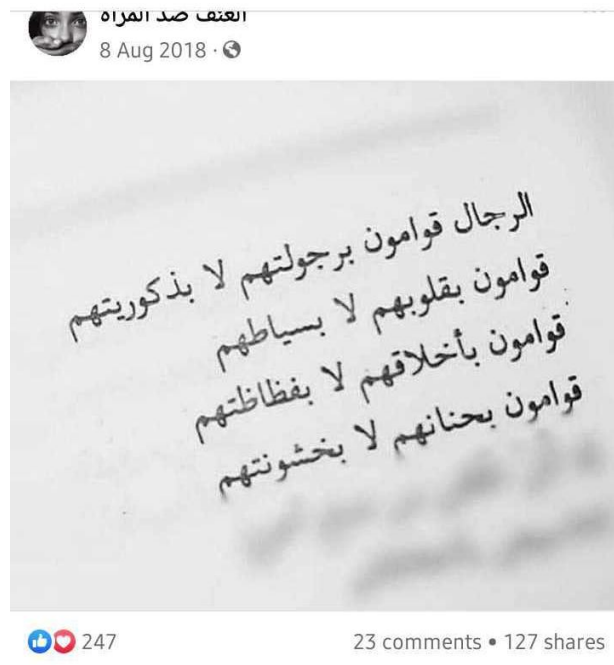 العنف ضد المرأة
8 Aug 2018
الرجال قوامون برجولتهم لا بذكوريتهم
قوامون بقلوبهم لا بسياطهم
قوامون بأخلاقهم لا بفظاظتهم
قوامون بحنانهم لا بخشونتهم
247
23 comments • 127 shares